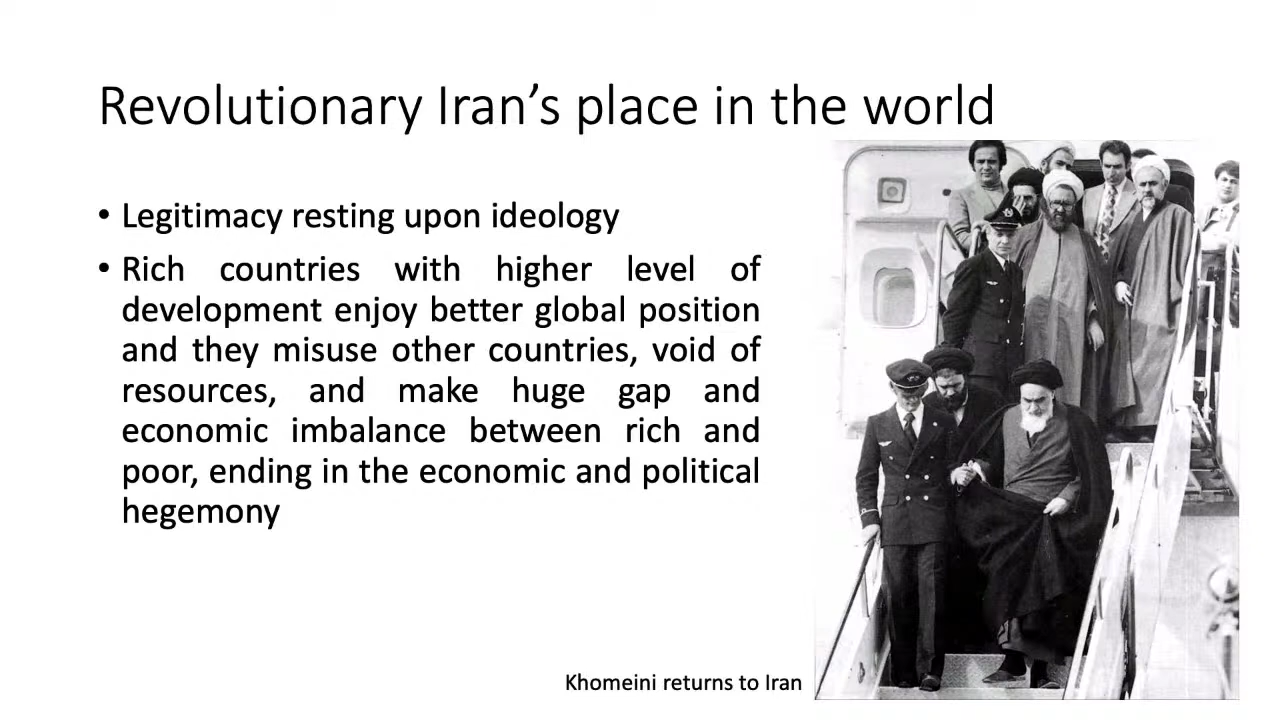 Revolutionary Iran’s place in the world
• Legitimacy resting upon ideology
• Rich countries with higher level of
development enjoy better global position
and they misuse other countries, void of
resources, and make huge gap and
economic imbalance between rich and
poor, ending in the economic and political
hegemony
Khomeini returns to Iran